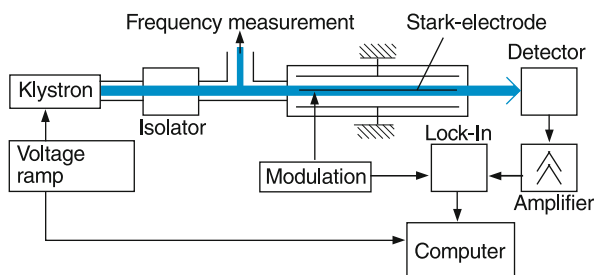 Frequency measurement
Stark-electrode
Detector
Klystron
Isolator
Lock-In
Voltage
ramp
Modulation
Amplifier
Computer